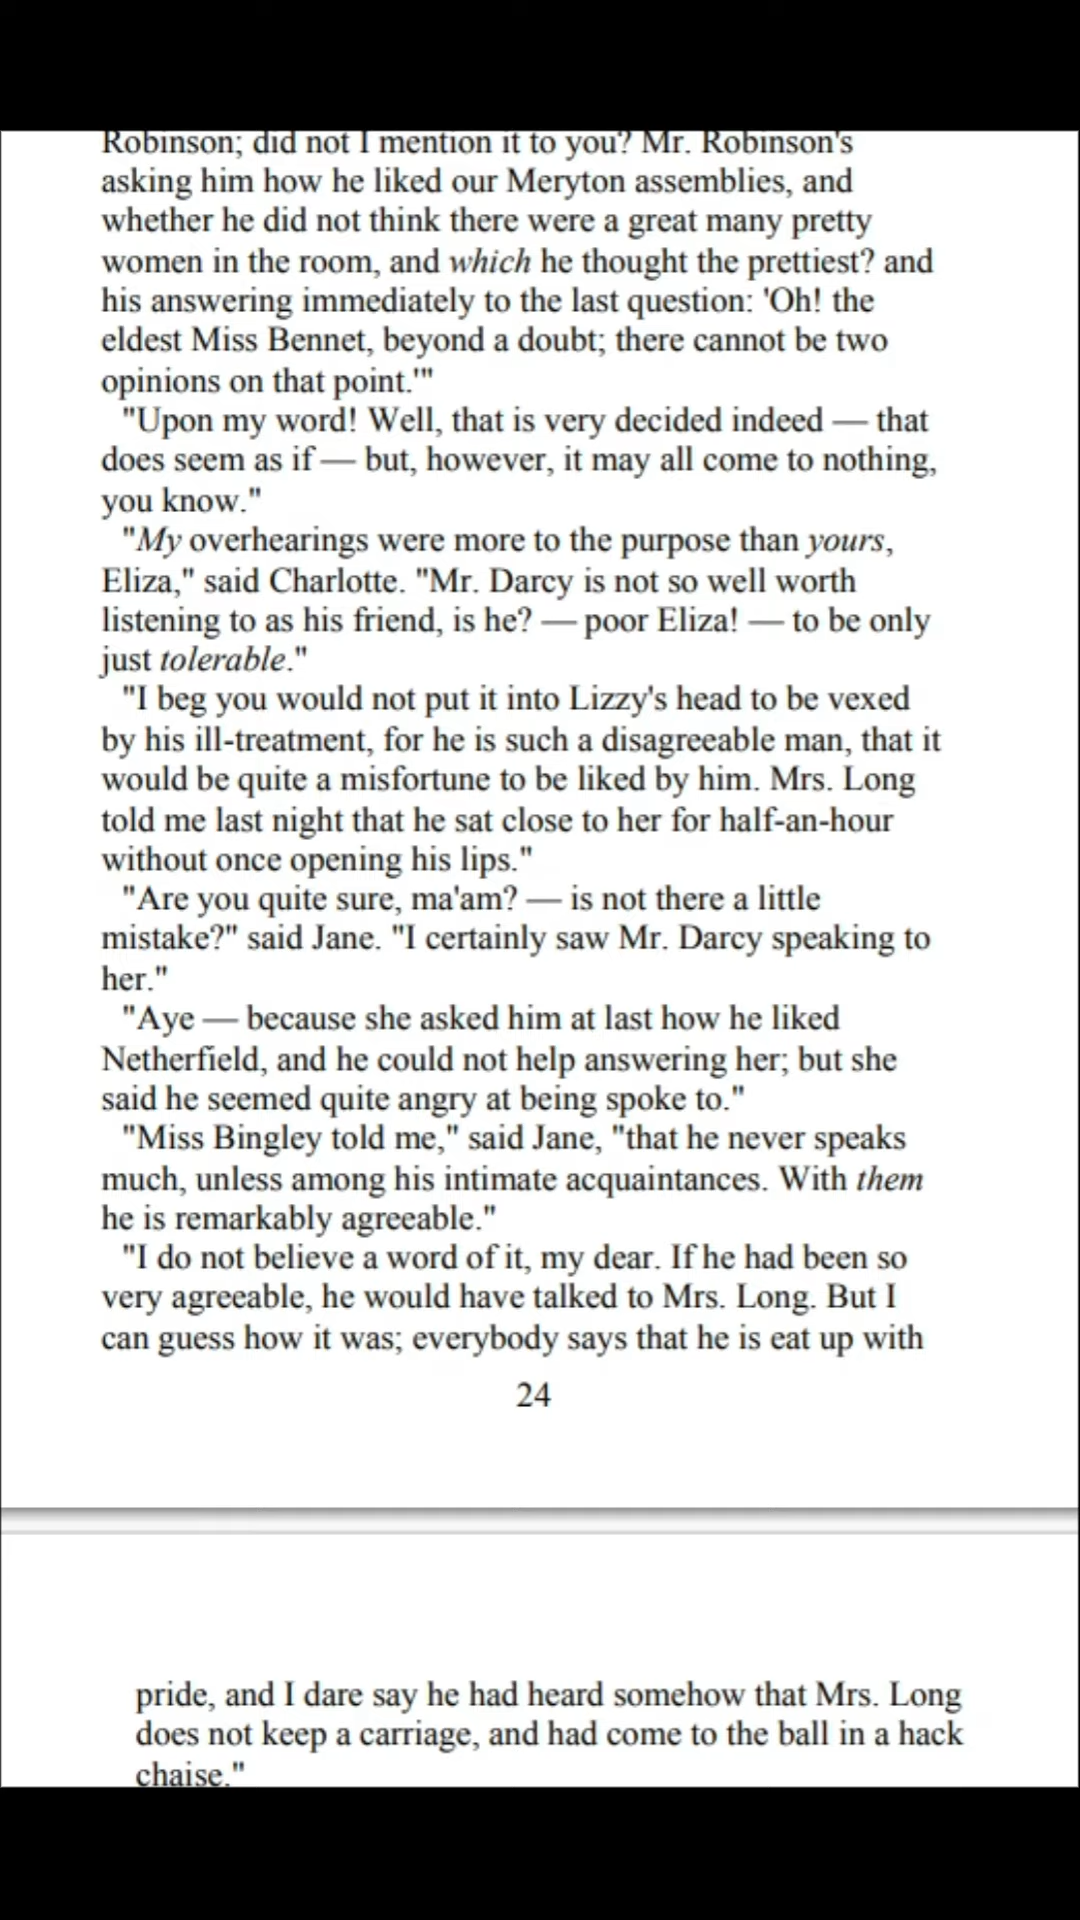 Robinson; did not I mention it to you? Mr. Robinson's
asking him how he liked our Meryton assemblies, and
whether he did not think there were a great many pretty
women in the room, and which he thought the prettiest? and
his answering immediately to the last question: 'Oh! the
eldest Miss Bennet, beyond a doubt; there cannot be two
opinions on that point.'"
"Upon my word! Well, that is very decided indeed — that
does seem as if — but, however, it may all come to nothing,
you know."
"My overhearings were more to the purpose than yours,
Eliza," said Charlotte. "Mr. Darcy is not so well worth
listening to as his friend, is he? — poor Eliza! — to be only
just tolerable."
"I beg you would not put it into Lizzy's head to be vexed
by his ill-treatment, for he is such a disagreeable man, that it
would be quite a misfortune to be liked by him. Mrs. Long
told me last night that he sat close to her for half-an-hour
without once opening his lips."
"Are you quite sure, ma'am? — is not there a little
mistake?" said Jane. "I certainly saw Mr. Darcy speaking to
her."
"Aye — because she asked him at last how he liked
Netherfield, and he could not help answering her; but she
said he seemed quite angry at being spoke to."
"Miss Bingley told me," said Jane, "that he never speaks
much, unless among his intimate acquaintances. With them
he is remarkably agreeable."
"I do not believe a word of it, my dear. If he had been so
very agreeable, he would have talked to Mrs. Long. But I
can guess how it was; everybody says that he is eat up with
24
pride, and I dare say he had heard somehow that Mrs. Long
does not keep a carriage, and had come to the ball in a hack
chaise."